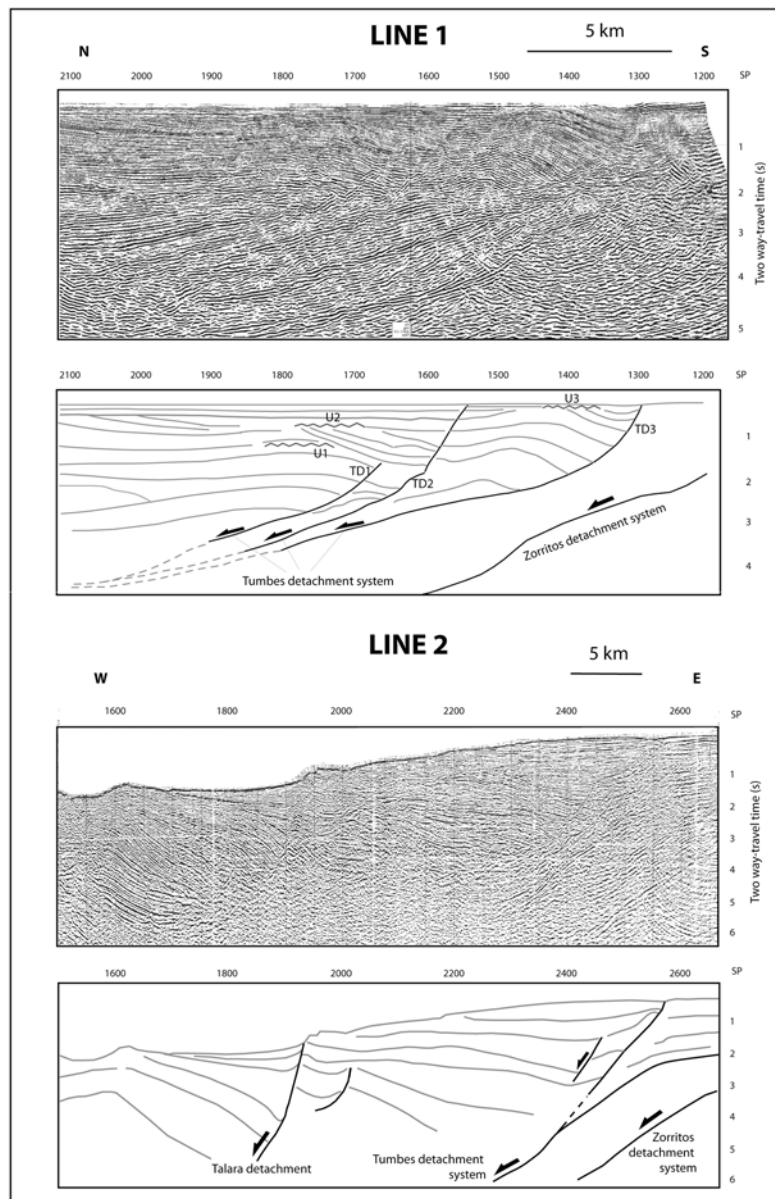 LINE 1
5 km
N S
2100 2000 1900 1800 1700 1600 1500 1400 1300 1200 SP
1
2
3
4
5
Two way-travel time (s)
2100 2000 1900 1800 1700 1600 1500 1400 1300 1200 SP
U3
U2
U1
TD1
TD2
TD3
1
2
3
4
Zorritos detachment system
Tumbes detachment system
LINE 2
5 km
W E
1600 1800 2000 2200 2400 2600 SP
1
2
3
4
5
6
Two way-travel time (s)
1600 1800 2000 2200 2400 2600 SP
1
2
3
4
5
6
Talara detachment
Tumbes detachment
system
Zorritos
detachment
system